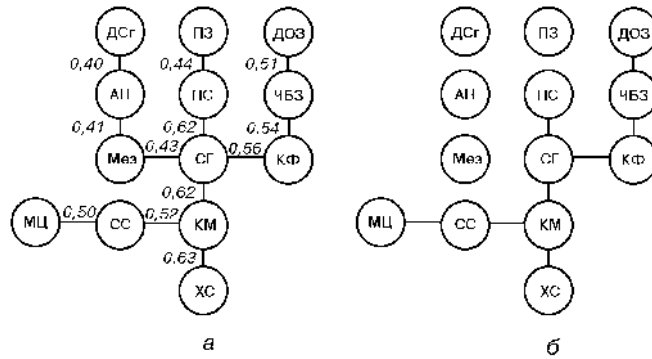 ДСг ПЗ ДОЗ ДСг ПЗ ДОЗ
0,40 0,44 0,51
АП ПС ЧБЗ АП ПС ЧБЗ
0,41 0,62 0,54
Мез 0,43 СГ 0,56 КФ Мез СГ КФ
0,62
МЦ 0,50 СС 0,52 КМ МЦ СС КМ
0,63
ХС ХС
а б